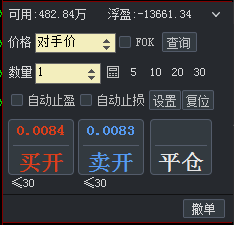 可用:482.84万 浮盈:-13661.34
价格 对手价 FOK 查询
数量 1 5 10 20 30
自动止盈 自动止损 设置 复位
0.0084 0.0083
买开 卖开 平仓
≤30 ≤30
撤单